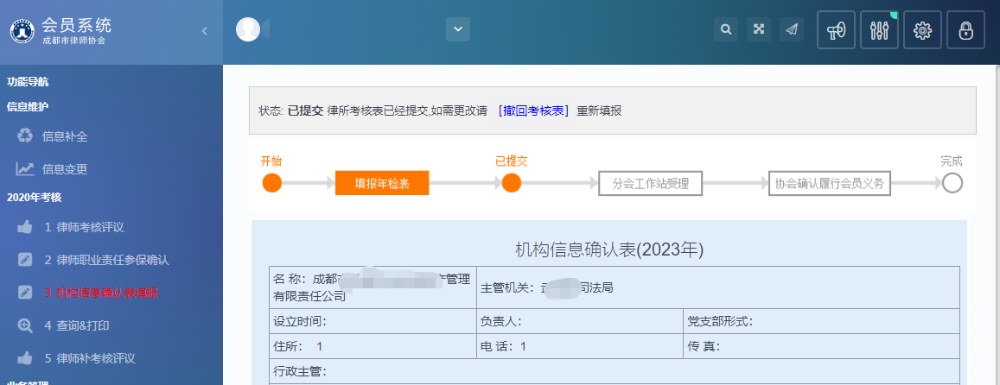 会员系统
成都市律师协会
功能导航
信息维护
信息补全
信息变更
2020年考核
1 律师考核评议
2 律师职业责任参保确认
3 机构信息确认表填报
4 查询&打印
5 律师补考核评议
业务管理
状态: 已提交 律所考核表已经提交,如需更改请 [撤回考核表] 重新填报
开始
已提交
完成
填报年检表
分会工作站受理
协会确认履行会员义务
机构信息确认表(2023年)
名 称: 成都 管理
有限责任公司
主管机关: 司法局
设立时间:
负责人:
党支部形式:
住所: 1
电 话: 1
传 真:
行政主管: